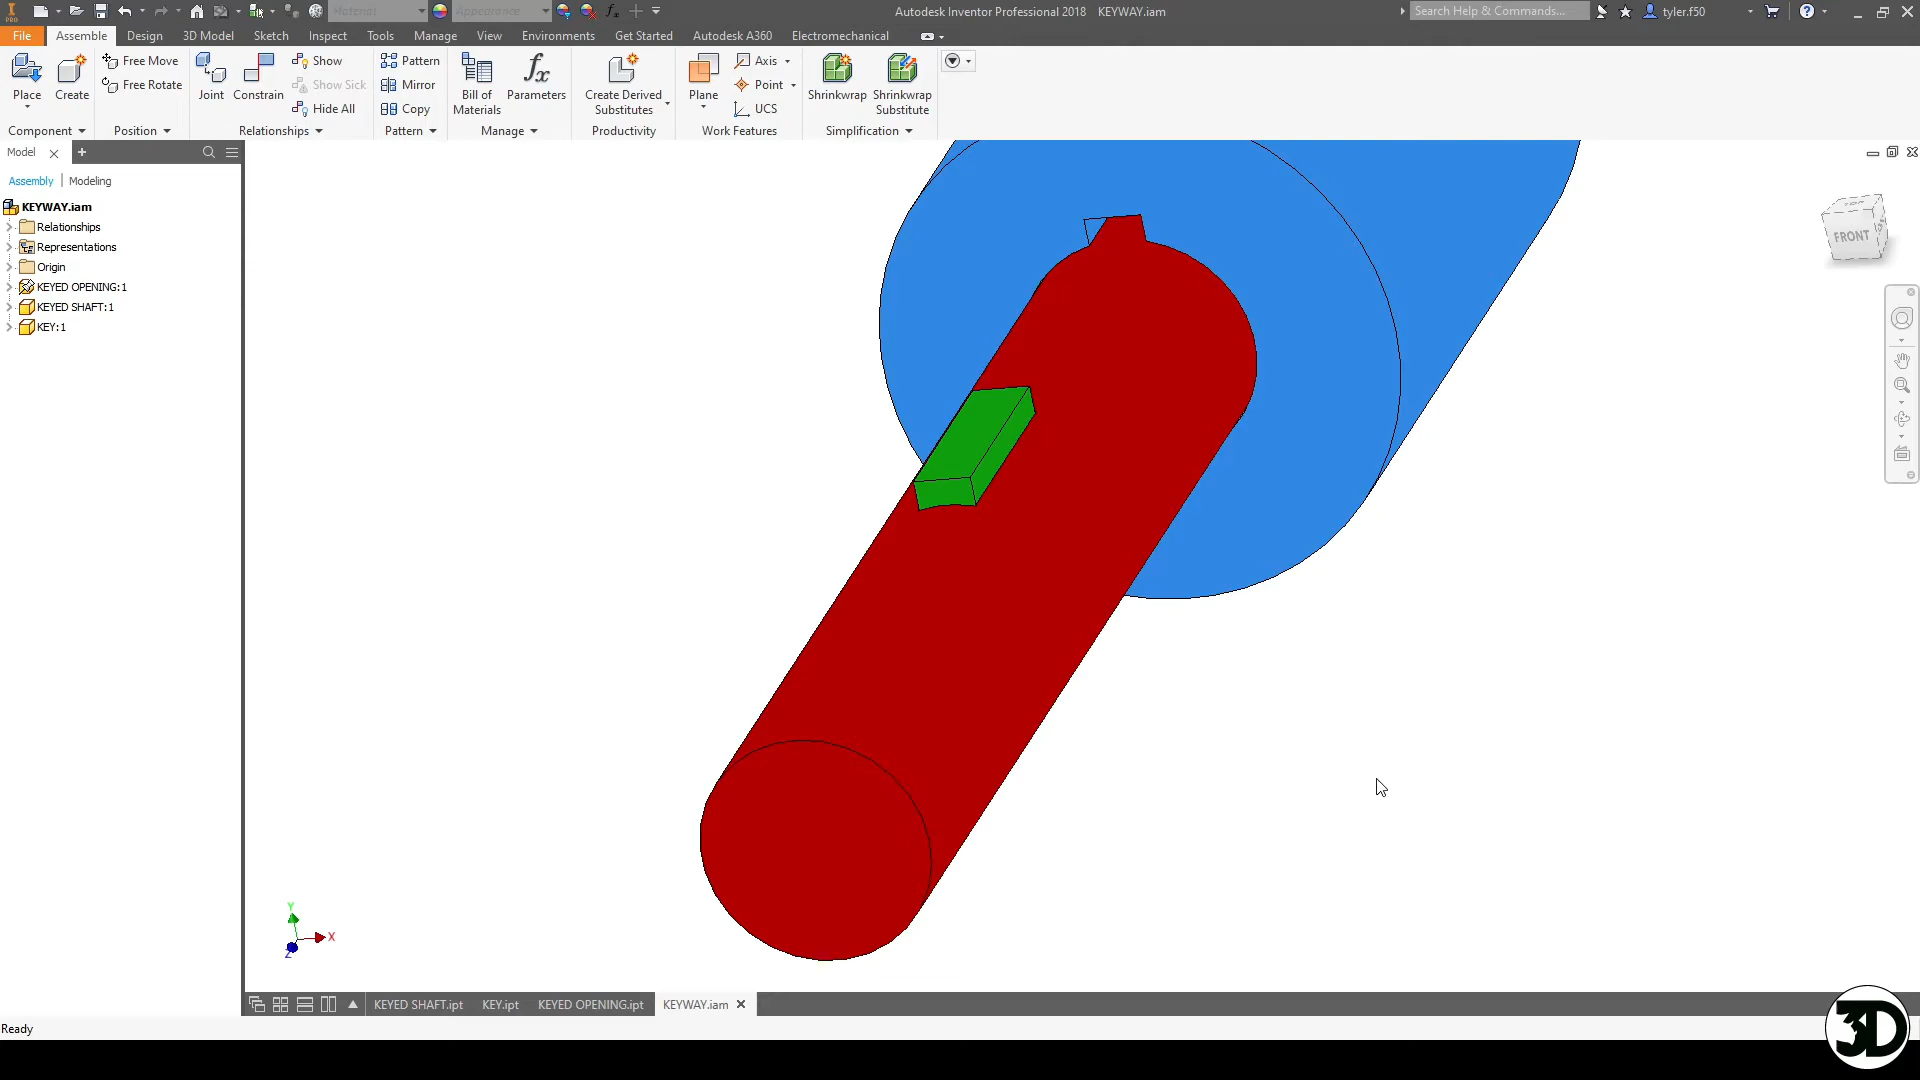 Material
Appearance
Autodesk Inventor Professional 2018 KEYWAY.iam
Search Help & Commands...
tyler.f50
File Assemble Design 3D Model Sketch Inspect Tools Manage View Environments Get Started Autodesk A360 Electromechanical
Place
Create
Free Move
Free Rotate
Joint
Constrain
Show
Show Sick
Hide All
Pattern
Mirror
Copy
Bill of
Materials
Parameters
Create Derived
Substitutes
Plane
Axis
Point
UCS
Shrinkwrap
Shrinkwrap
Substitute
Component Position Relationships Pattern Manage Productivity Work Features Simplification
Model
Assembly Modeling
KEYWAY.iam
Relationships
Representations
Origin
KEYED OPENING:1
KEYED SHAFT:1
KEY:1
TOP
FRONT
Y
X
Z
KEYED SHAFT.ipt KEY.ipt KEYED OPENING.ipt KEYWAY.iam
Ready
3D